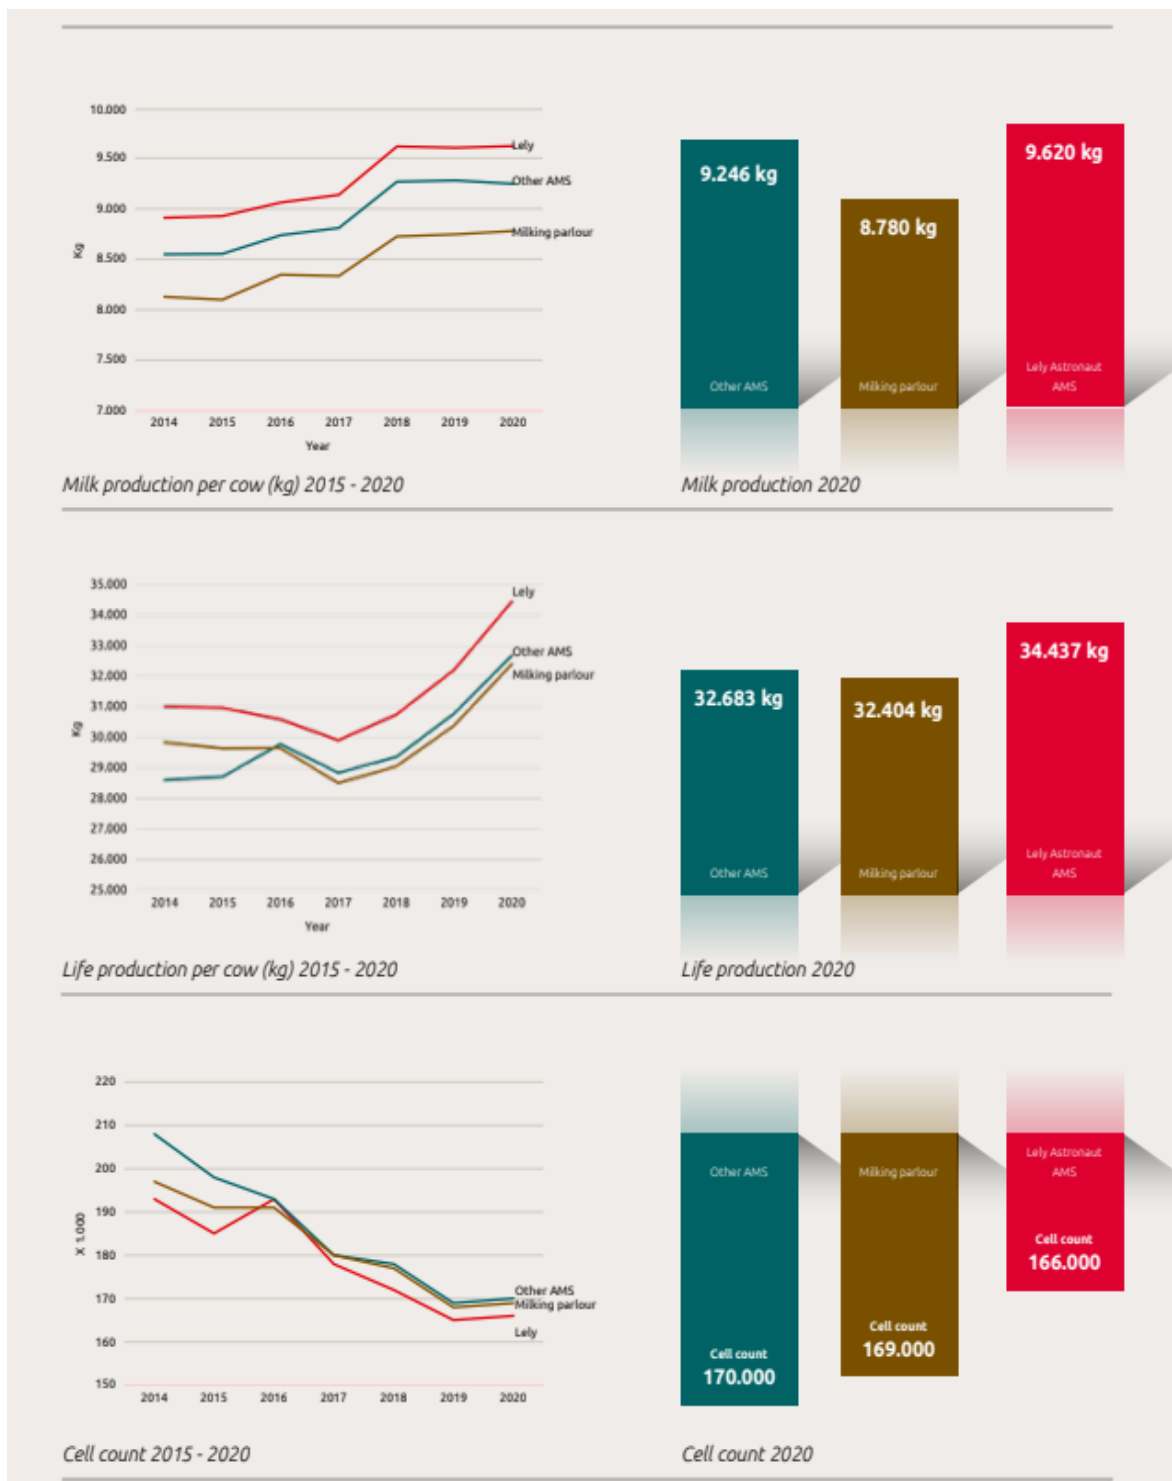 10.000
9.500
9.000
8.500
8.000
7.500
7.000
Kg
Lely
Other AMS
Milking parlour
2014 2015 2016 2017 2018 2019 2020
Year
Milk production per cow (kg) 2015 - 2020
9.246 kg
Other AMS
8.780 kg
Milking parlour
9.620 kg
Lely Astronaut
AMS
Milk production 2020
35.000
34.000
33.000
32.000
31.000
30.000
29.000
28.000
27.000
26.000
25.000
Kg
Lely
Other AMS
Milking parlour
2014 2015 2016 2017 2018 2019 2020
Year
Life production per cow (kg) 2015 - 2020
32.683 kg
Other AMS
32.404 kg
Milking parlour
34.437 kg
Lely Astronaut
AMS
Life production 2020
220
210
200
190
180
170
160
150
X 1.000
Other AMS
Milking parlour
Lely
2014 2015 2016 2017 2018 2019 2020
Cell count 2015 - 2020
Other AMS
Cell count
170.000
Milking parlour
Cell count
169.000
Lely Astronaut
AMS
Cell count
166.000
Cell count 2020